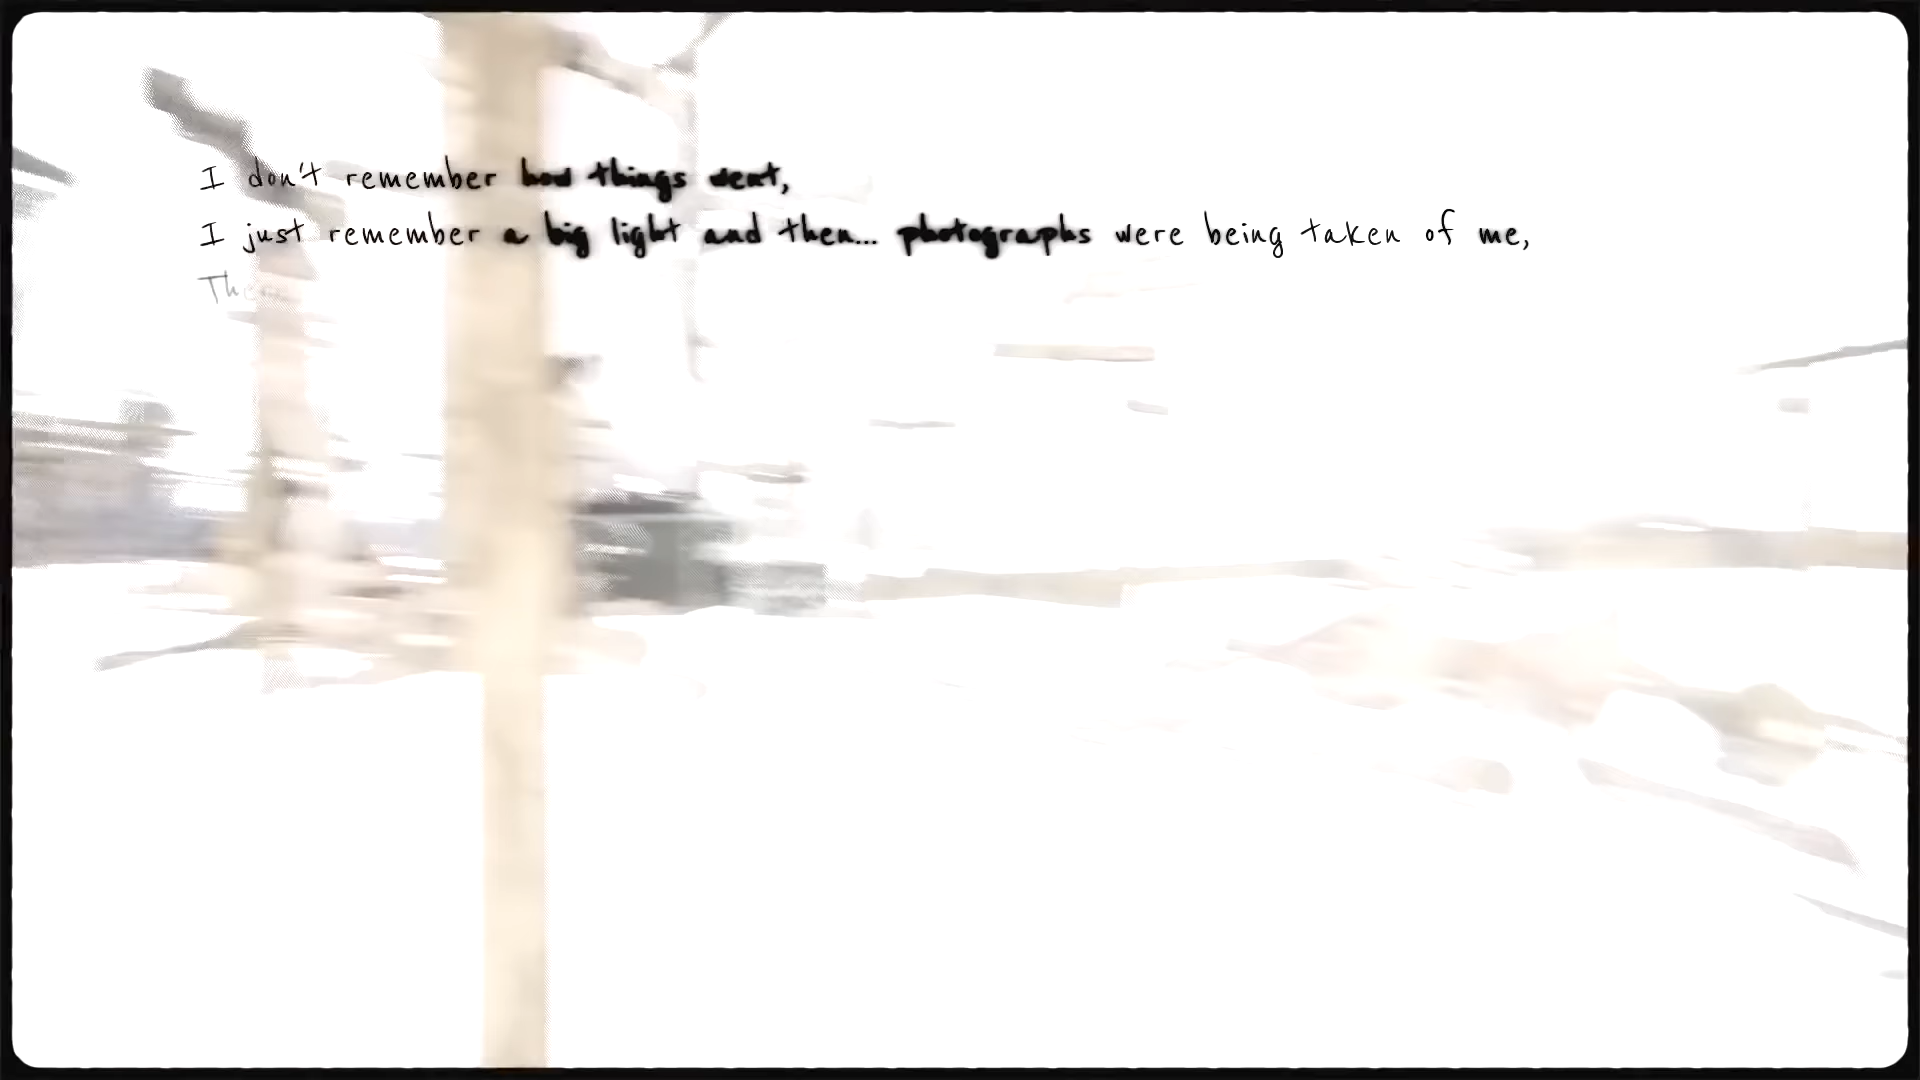 I don't remember how things went,
I just remember a big light and then... photographs were being taken of me,